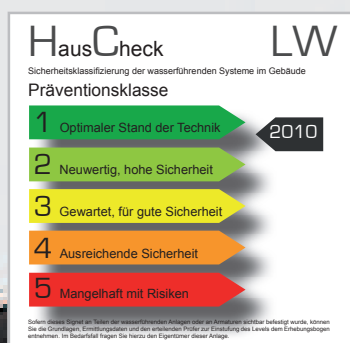 HausCheck LW
Sicherheitsklassifizierung der wasserführenden Systeme im Gebäude
Präventionsklasse
1 Optimaler Stand der Technik
2010
2 Neuwertig, hohe Sicherheit
3 Gewartet, für gute Sicherheit
4 Ausreichende Sicherheit
5 Mangelhaft mit Risiken
Sofern dieses Signet an Teilen der wasserführenden Anlagen oder an Armaturen sichtbar befestigt wurde, können
Sie die Grundlagen, Ermittlungsdaten und den erteilenden Prüfer zur Einstufung des Levels dem Erhebungsbogen
entnehmen. Im Bedarfsfall fragen Sie hierzu den Eigentümer dieser Anlage.